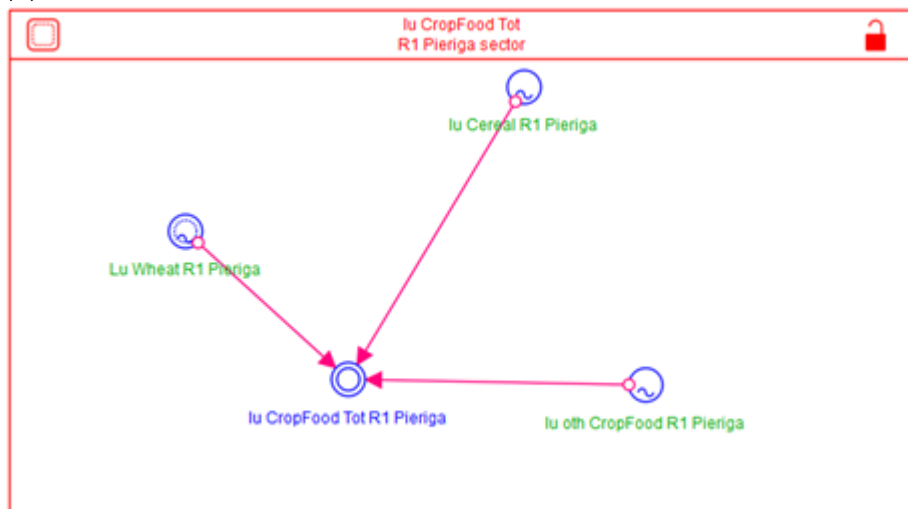 lu CropFood Tot
R1 Pieriga sector
lu Cereal R1 Pieriga
Lu Wheat R1 Pieriga
lu CropFood Tot R1 Pieriga
lu oth CropFood R1 Pieriga